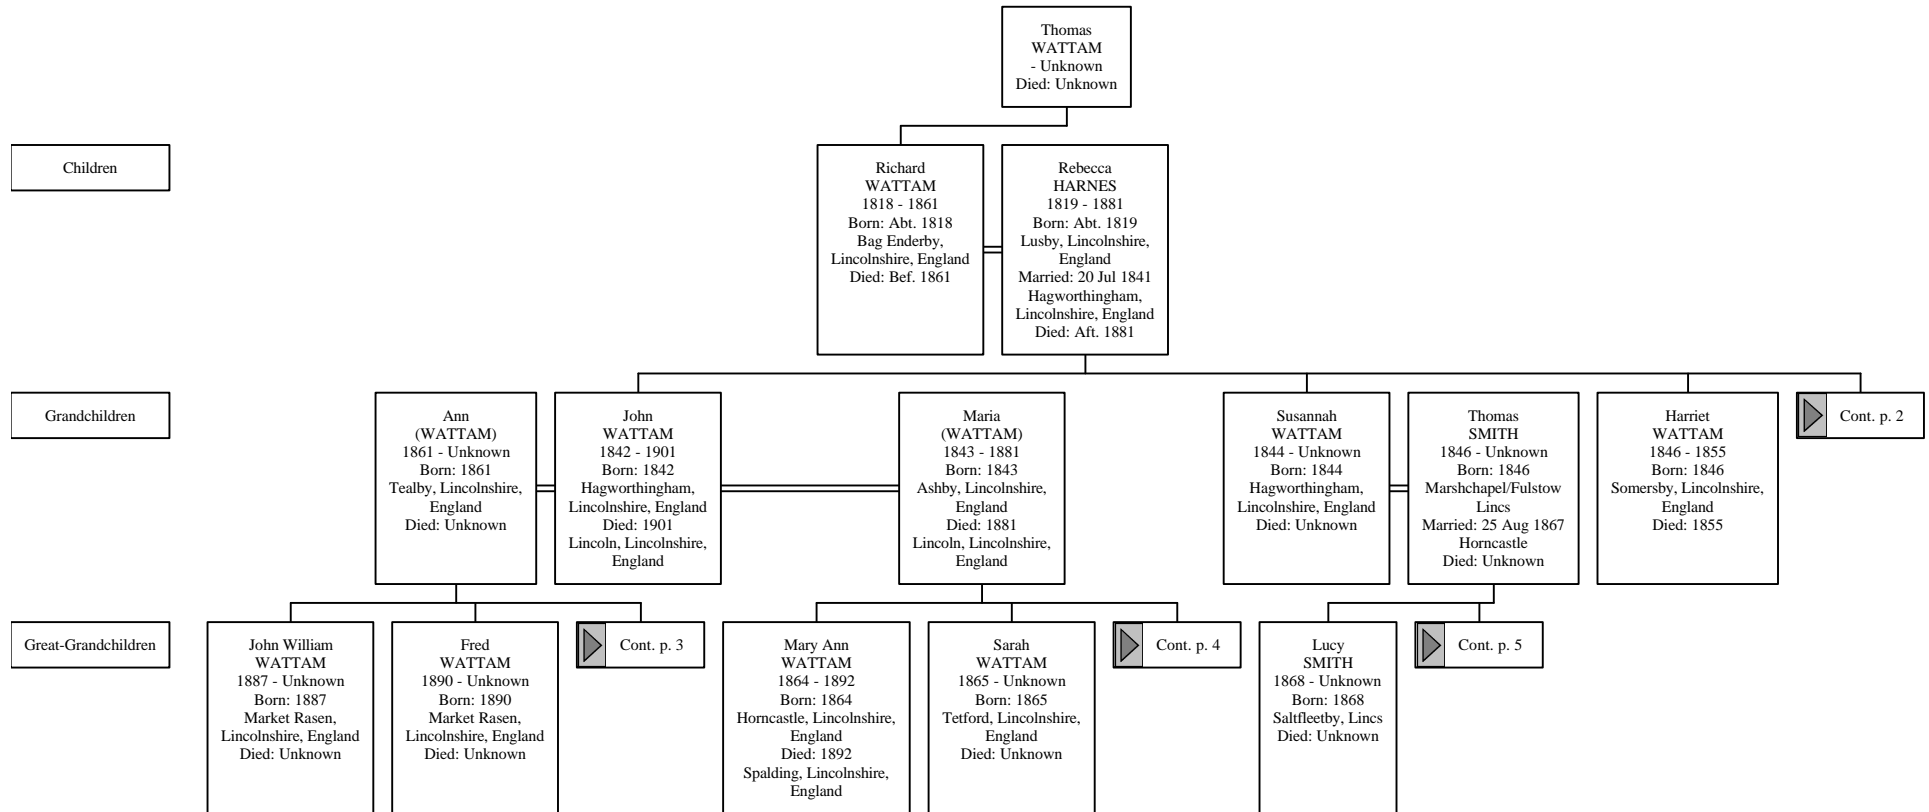 Thomas
WATTAM
- Unknown
Died: Unknown
Children
Richard
WATTAM
1818 - 1861
Born: Abt. 1818
Bag Enderby,
Lincolnshire, England
Died: Bef. 1861
Rebecca
HARNES
1819 - 1881
Born: Abt. 1819
Lusby, Lincolnshire,
England
Married: 20 Jul 1841
Hagworthingham,
Lincolnshire, England
Died: Aft. 1881
Grandchildren
Ann
(WATTAM)
1861 - Unknown
Born: 1861
Tealby, Lincolnshire,
England
Died: Unknown
John
WATTAM
1842 - 1901
Born: 1842
Hagworthingham,
Lincolnshire, England
Died: 1901
Lincoln, Lincolnshire,
England
Maria
(WATTAM)
1843 - 1881
Born: 1843
Ashby, Lincolnshire,
England
Died: 1881
Lincoln, Lincolnshire,
England
Susannah
WATTAM
1844 - Unknown
Born: 1844
Hagworthingham,
Lincolnshire, England
Died: Unknown
Thomas
SMITH
1846 - Unknown
Born: 1846
Marshchapel/Fulstow
Lincs
Married: 25 Aug 1867
Horncastle
Died: Unknown
Harriet
WATTAM
1846 - 1855
Born: 1846
Somersby, Lincolnshire,
England
Died: 1855
Cont. p. 2
Great-Grandchildren
John William
WATTAM
1887 - Unknown
Born: 1887
Market Rasen,
Lincolnshire, England
Died: Unknown
Fred
WATTAM
1890 - Unknown
Born: 1890
Market Rasen,
Lincolnshire, England
Died: Unknown
Cont. p. 3
Mary Ann
WATTAM
1864 - 1892
Born: 1864
Horncastle, Lincolnshire,
England
Died: 1892
Spalding, Lincolnshire,
England
Sarah
WATTAM
1865 - Unknown
Born: 1865
Tetford, Lincolnshire,
England
Died: Unknown
Cont. p. 4
Lucy
SMITH
1868 - Unknown
Born: 1868
Saltfleetby, Lincs
Died: Unknown
Cont. p. 5